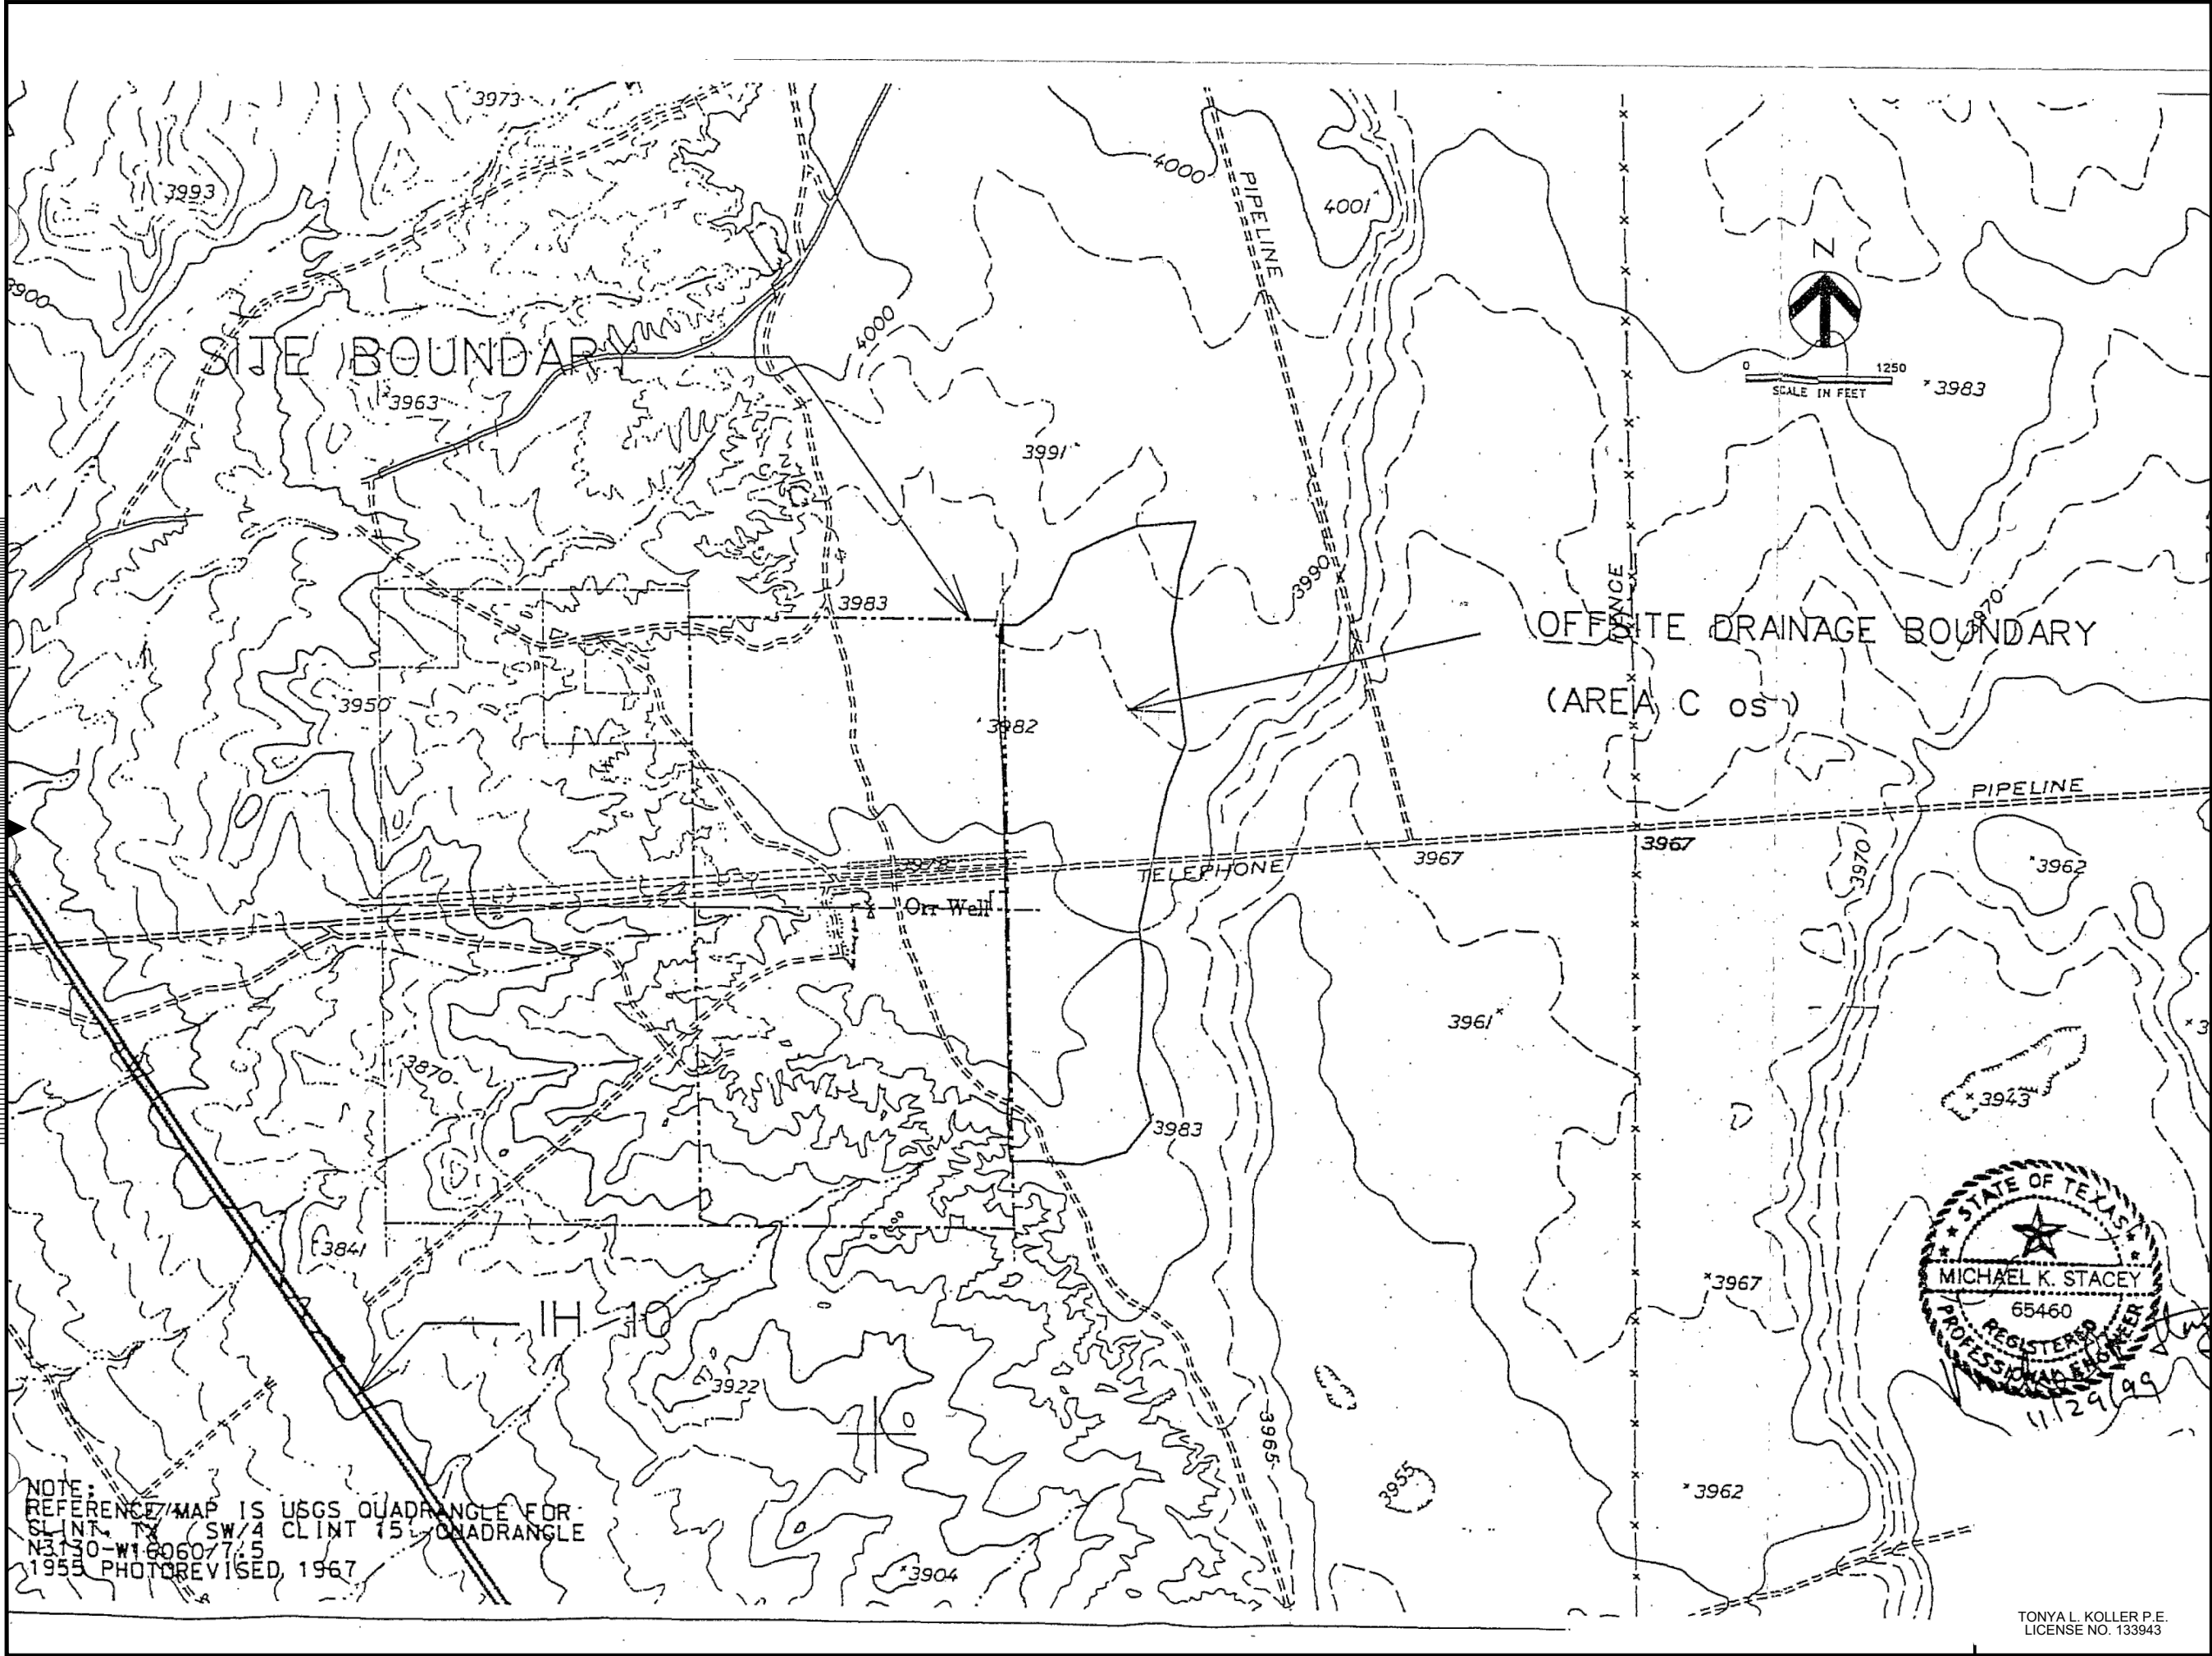 3973
3993
4000
PIPELINE
4001
N
3900
0 1250
SCALE IN FEET
3983
4000
SITE BOUNDARY
3963
3991
3990
FENCE
3970
3983
OFFSITE DRAINAGE BOUNDARY
(AREA C os)
3950
3982
PIPELINE
3978
TELEPHONE
3967
3967
3970
3962
Orr Well
3961
3870
3943
3983
3841
3967
STATE OF TEXAS
MICHAEL K. STACEY
65460
REGISTERED
PROFESSIONAL ENGINEER
11/29/99
IH 10
3922
3965
3955
3962
3904
NOTE:
REFERENCE MAP IS USGS QUADRANGLE FOR
CLINT, TX SW/4 CLINT 15' QUADRANGLE
N3130-W10607/7.5
1955 PHOTOREVISED 1967
TONYA L. KOLLER P.E.
LICENSE NO. 133943